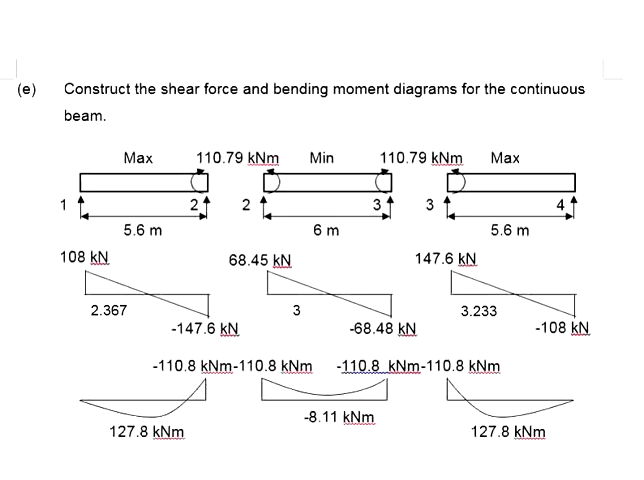 (e) Construct the shear force and bending moment diagrams for the continuous
beam.
Max 110.79 kNm Min 110.79 kNm Max
1 2 2 3 3 4
5.6 m 6 m 5.6 m
108 kN 68.45 kN 147.6 kN
2.367 3 3.233
-147.6 kN -68.48 kN -108 kN
-110.8 kNm-110.8 kNm -110.8 kNm-110.8 kNm
-8.11 kNm
127.8 kNm 127.8 kNm